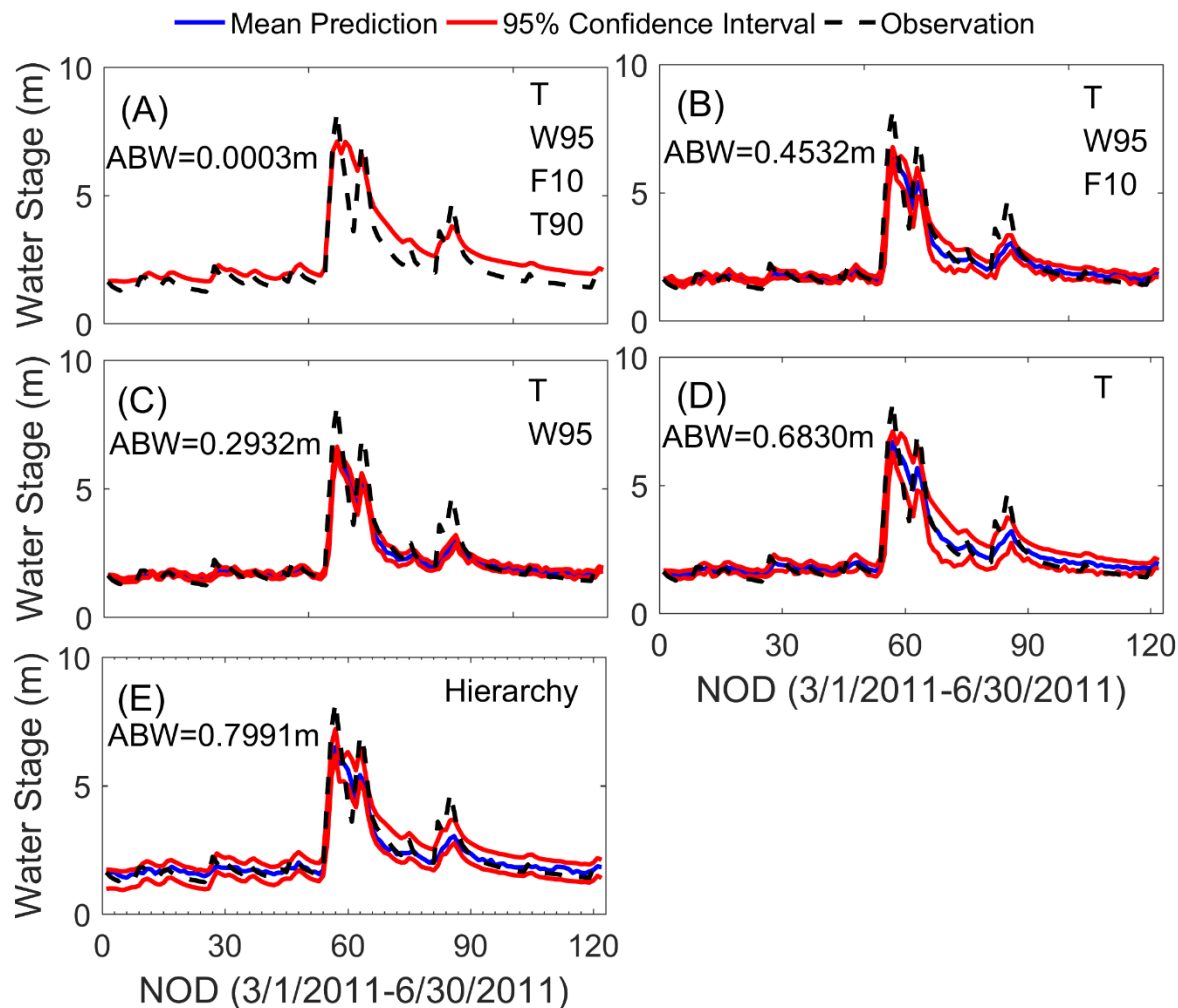 Mean Prediction 95% Confidence Interval Observation
Water Stage (m)
10
5
0
(A)
ABW=0.0003m
T
W95
F10
T90
10
5
0
(B)
ABW=0.4532m
T
W95
F10
Water Stage (m)
10
5
0
(C)
ABW=0.2932m
T
W95
10
5
0
(D)
ABW=0.6830m
T
0 30 60 90 120
NOD (3/1/2011-6/30/2011)
Water Stage (m)
10
5
0
(E)
ABW=0.7991m
Hierarchy
0 30 60 90 120
NOD (3/1/2011-6/30/2011)